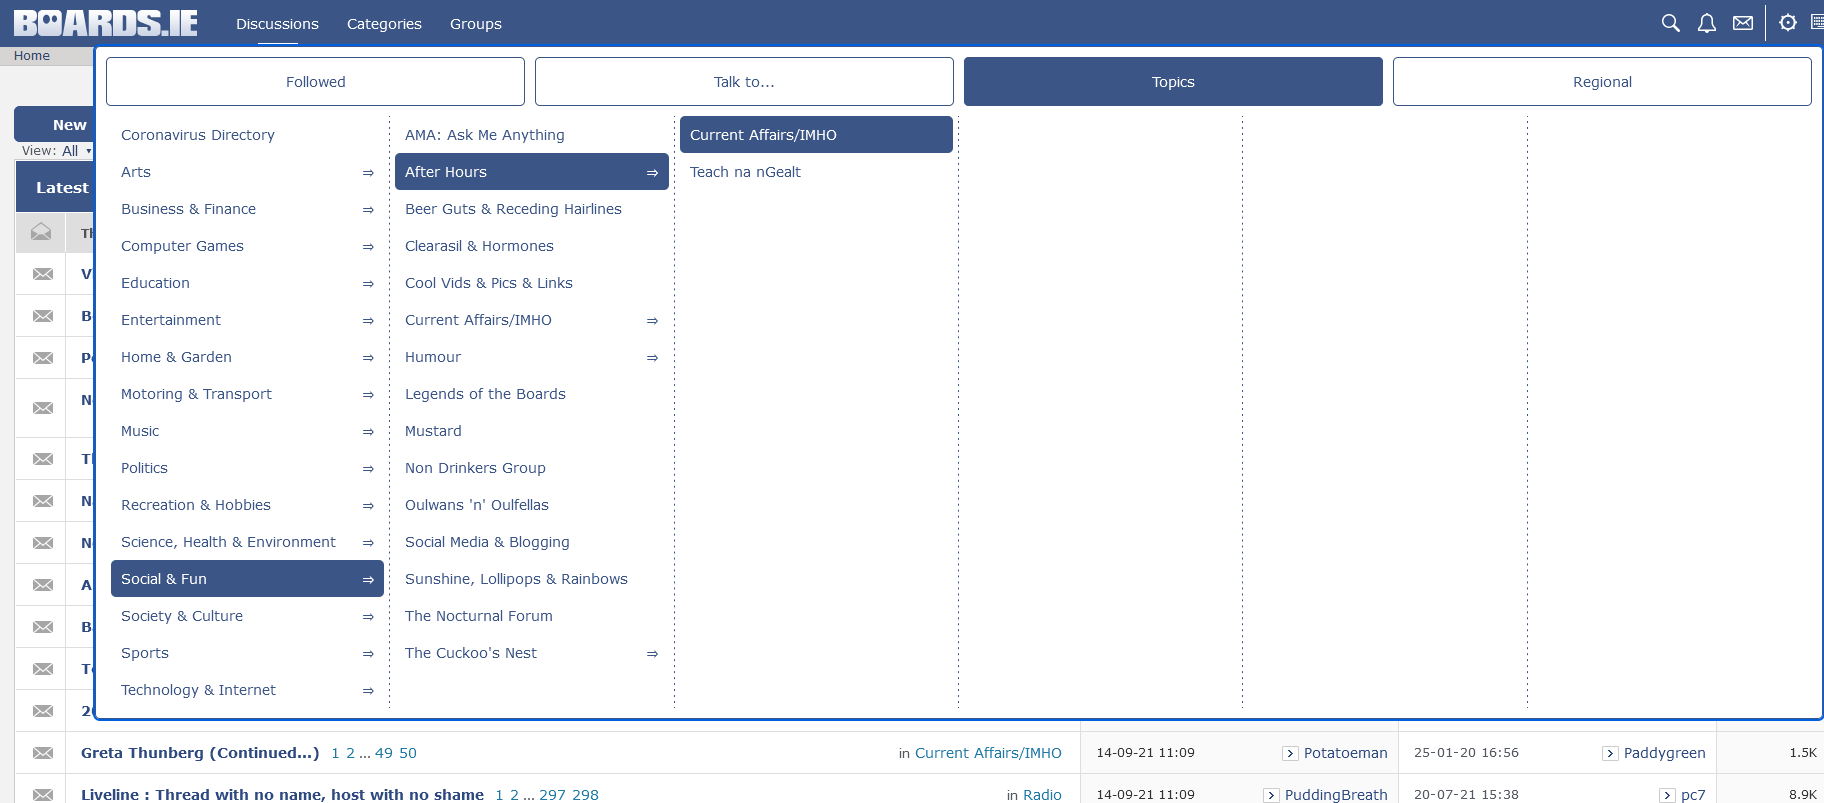 BOARDS.IE Discussions Categories Groups
Home
Followed Talk to... Topics Regional
New
View: All
Latest
Coronavirus Directory
Arts ⇒
Business & Finance ⇒
Computer Games ⇒
Education ⇒
Entertainment ⇒
Home & Garden ⇒
Motoring & Transport ⇒
Music ⇒
Politics ⇒
Recreation & Hobbies ⇒
Science, Health & Environment ⇒
Social & Fun ⇒
Society & Culture ⇒
Sports ⇒
Technology & Internet ⇒
AMA: Ask Me Anything
After Hours ⇒
Beer Guts & Receding Hairlines
Clearasil & Hormones
Cool Vids & Pics & Links
Current Affairs/IMHO ⇒
Humour ⇒
Legends of the Boards
Mustard
Non Drinkers Group
Oulwans 'n' Oulfellas
Social Media & Blogging
Sunshine, Lollipops & Rainbows
The Nocturnal Forum
The Cuckoo's Nest ⇒
Current Affairs/IMHO
Teach na nGealt
Greta Thunberg (Continued...) 1 2 ... 49 50 in Current Affairs/IMHO 14-09-21 11:09 Potatoeman 25-01-20 16:56 Paddygreen 1.5K
Liveline : Thread with no name, host with no shame 1 2 ... 297 298 in Radio 14-09-21 11:09 PuddingBreath 20-07-21 15:38 pc7 8.9K